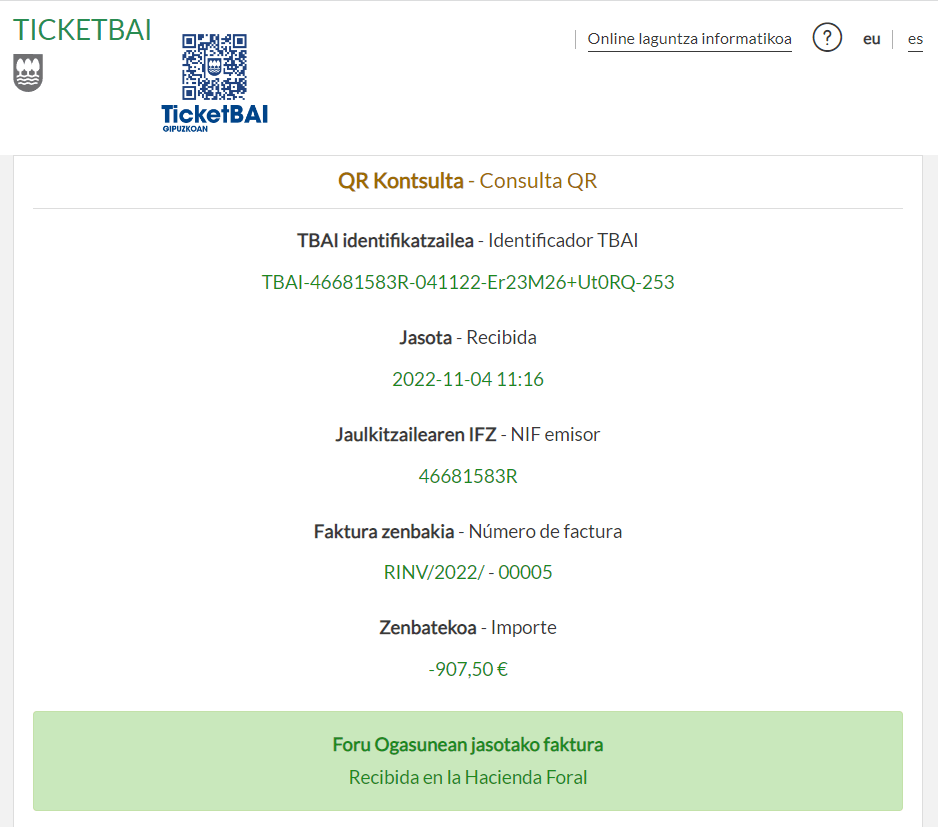 TICKETBAI
TicketBAI
GIPUZKOAN
Online laguntza informatikoa
?
eu
es
QR Kontsulta - Consulta QR
TBAI identifikatzailea - Identificador TBAI
TBAI-46681583R-041122-Er23M26+Ut0RQ-253
Jasota - Recibida
2022-11-04 11:16
Jaulkitzailearen IFZ - NIF emisor
46681583R
Faktura zenbakia - Número de factura
RINV/2022/ - 00005
Zenbatekoa - Importe
-907,50 €
Foru Ogasunean jasotako faktura
Recibida en la Hacienda Foral